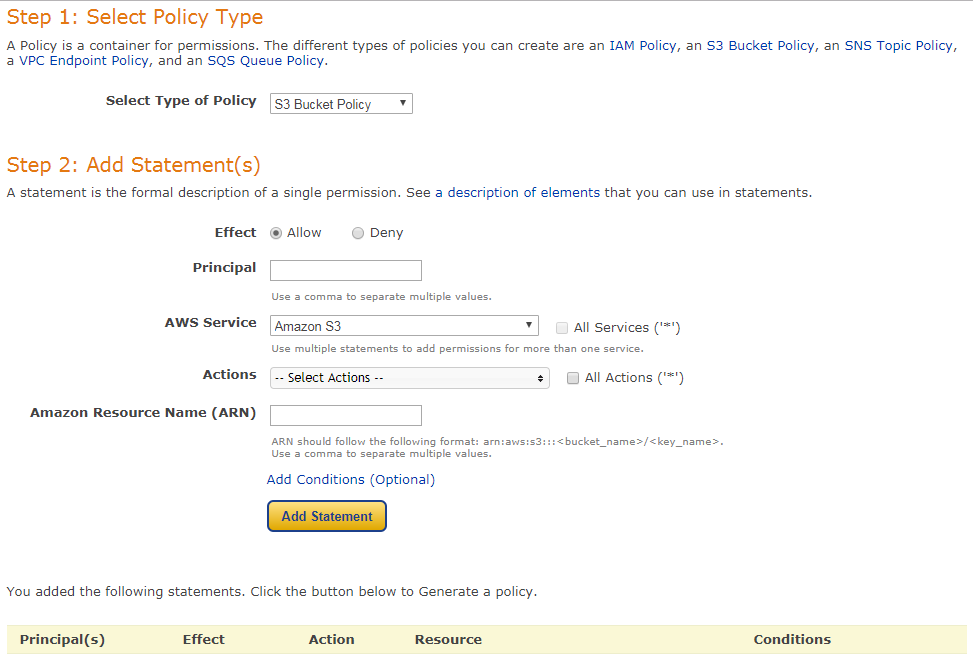 Step 1: Select Policy Type
A Policy is a container for permissions. The different types of policies you can create are an IAM Policy, an S3 Bucket Policy, an SNS Topic Policy,
a VPC Endpoint Policy, and an SQS Queue Policy.
Select Type of Policy S3 Bucket Policy
Step 2: Add Statement(s)
A statement is the formal description of a single permission. See a description of elements that you can use in statements.
Effect Allow Deny
Principal
Use a comma to separate multiple values.
AWS Service Amazon S3 All Services ('*')
Use multiple statements to add permissions for more than one service.
Actions -- Select Actions -- All Actions ('*')
Amazon Resource Name (ARN)
ARN should follow the following format: arn:aws:s3:::<bucket_name>/<key_name>.
Use a comma to separate multiple values.
Add Conditions (Optional)
Add Statement
You added the following statements. Click the button below to Generate a policy.
Principal(s) Effect Action Resource Conditions